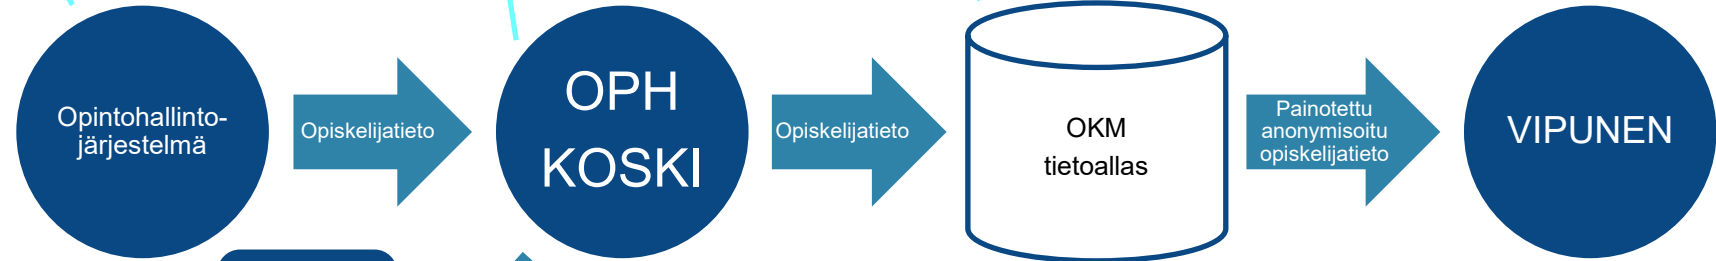 Opintohallinto-
järjestelmä
Opiskelijatieto
OPH
KOSKI
Opiskelijatieto
OKM
tietoallas
Painotettu
anonymisoitu
opiskelijatieto
VIPUNEN